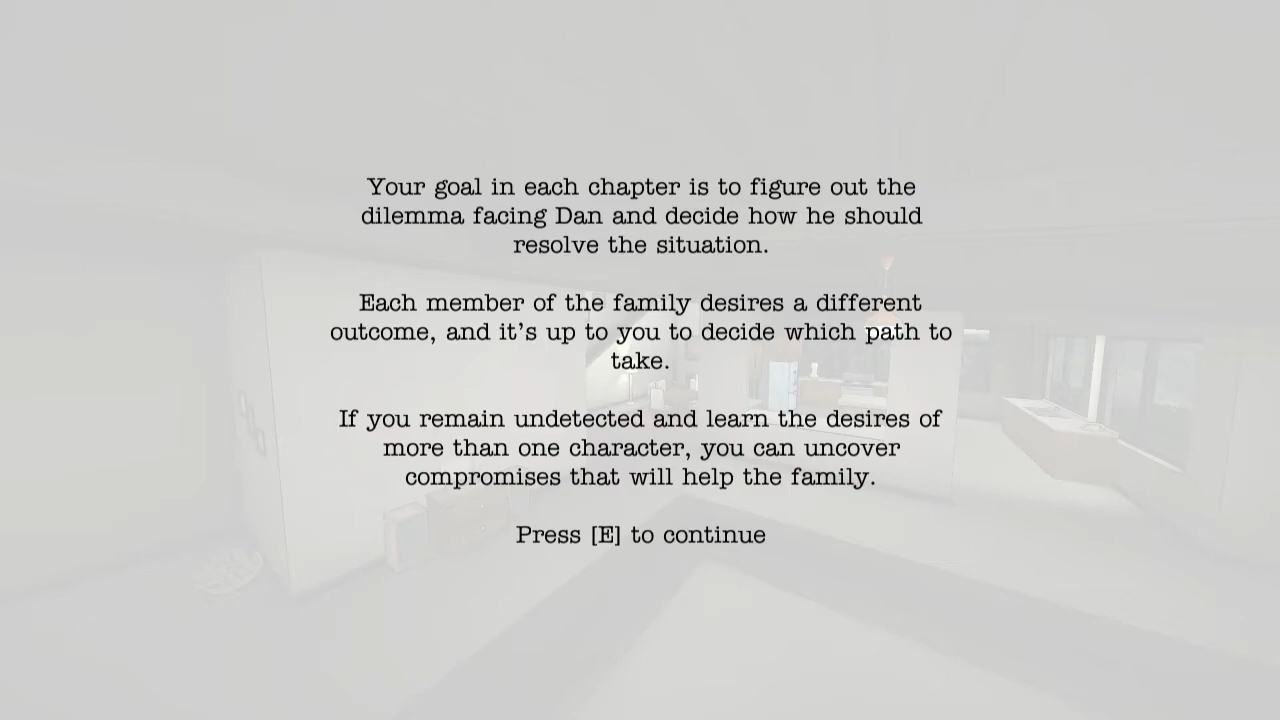 Your goal in each chapter is to figure out the
dilemma facing Dan and decide how he should
resolve the situation.
Each member of the family desires a different
outcome, and it's up to you to decide which path to
take.
If you remain undetected and learn the desires of
more than one character, you can uncover
compromises that will help the family.
Press [E] to continue